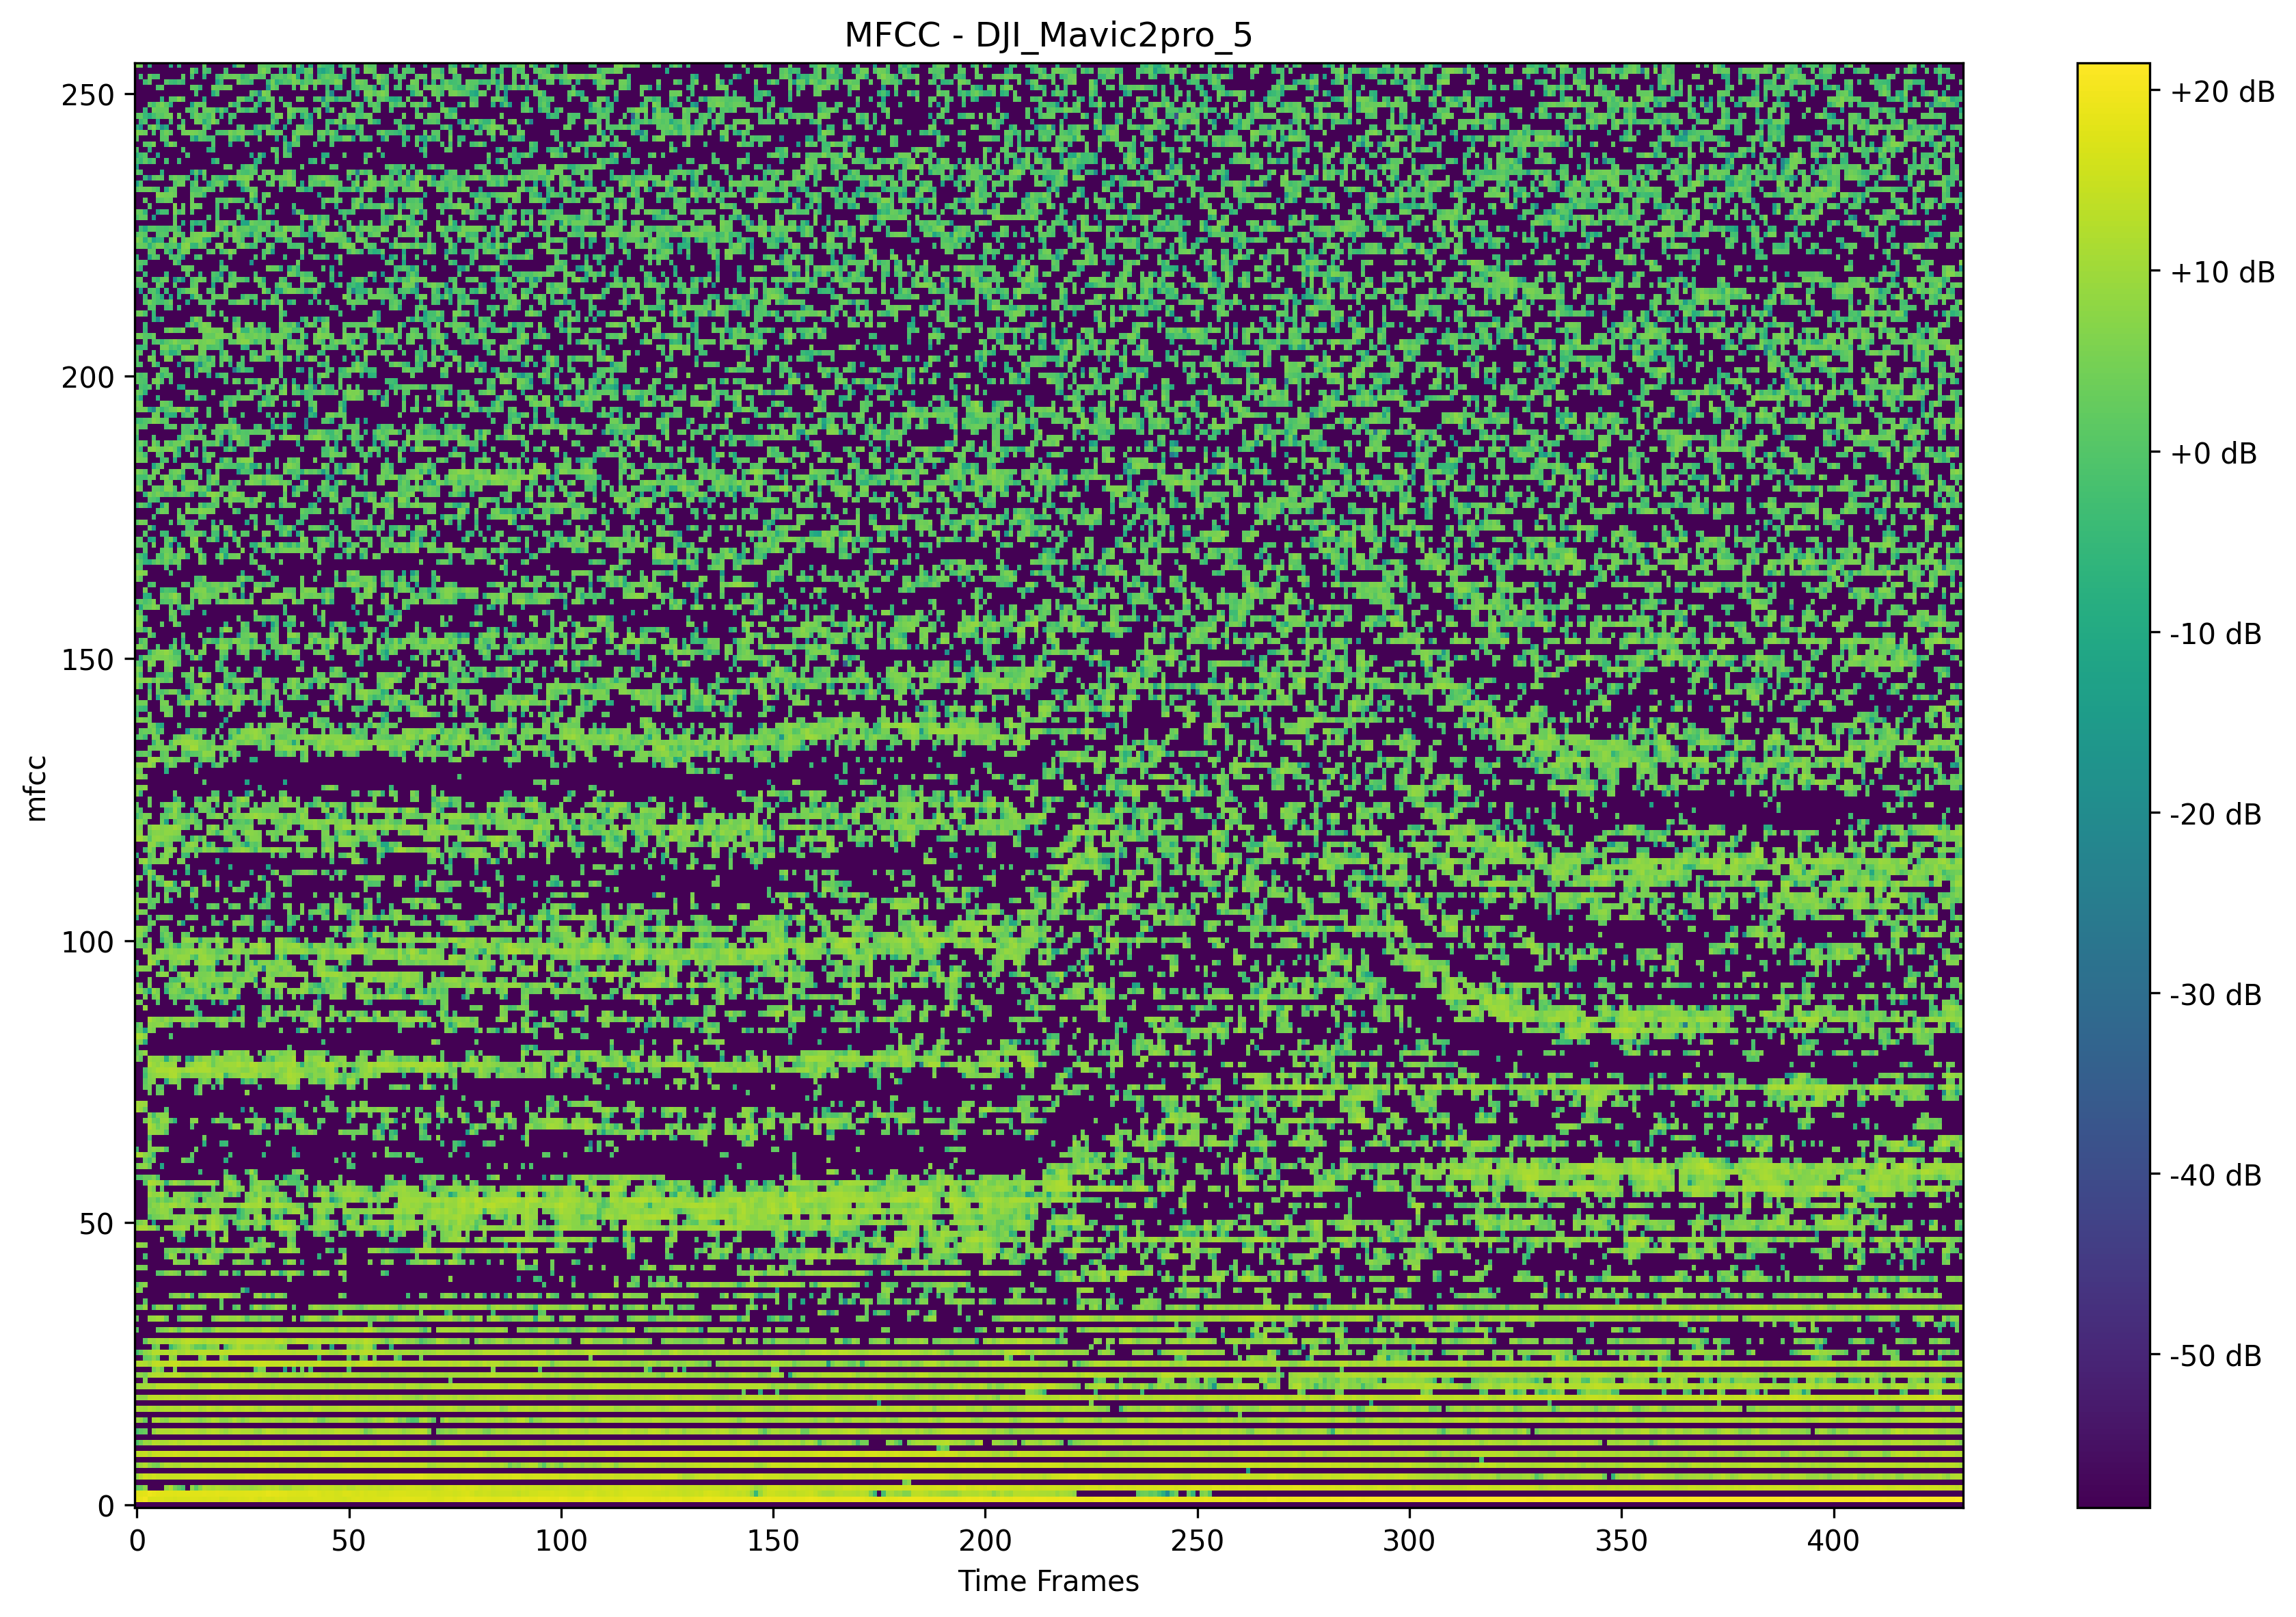 MFCC - DJI_Mavic2pro_5
mfcc
250
200
150
100
50
0
0 50 100 150 200 250 300 350 400
Time Frames
+20 dB
+10 dB
+0 dB
-10 dB
-20 dB
-30 dB
-40 dB
-50 dB